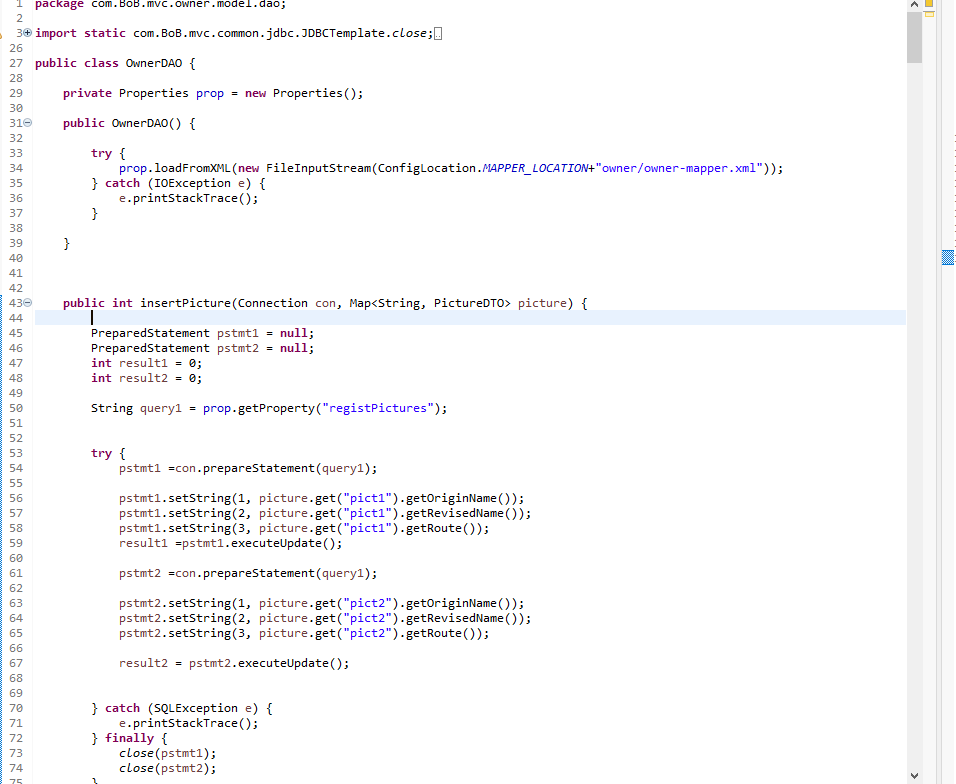 1 package com.BoB.mvc.owner.model.dao;
2
3 import static com.BoB.mvc.common.jdbc.JDBCTemplate.close;
26
27 public class OwnerDAO {
28
29 private Properties prop = new Properties();
30
31 public OwnerDAO() {
32
33 try {
34 prop.loadFromXML(new FileInputStream(ConfigLocation.MAPPER_LOCATION+"owner/owner-mapper.xml"));
35 } catch (IOException e) {
36 e.printStackTrace();
37 }
38
39 }
40
41
42
43 public int insertPicture(Connection con, Map<String, PictureDTO> picture) {
44
45 PreparedStatement pstmt1 = null;
46 PreparedStatement pstmt2 = null;
47 int result1 = 0;
48 int result2 = 0;
49
50 String query1 = prop.getProperty("registPictures");
51
52
53 try {
54 pstmt1 =con.prepareStatement(query1);
55
56 pstmt1.setString(1, picture.get("pict1").getOriginName());
57 pstmt1.setString(2, picture.get("pict1").getRevisedName());
58 pstmt1.setString(3, picture.get("pict1").getRoute());
59 result1 =pstmt1.executeUpdate();
60
61 pstmt2 =con.prepareStatement(query1);
62
63 pstmt2.setString(1, picture.get("pict2").getOriginName());
64 pstmt2.setString(2, picture.get("pict2").getRevisedName());
65 pstmt2.setString(3, picture.get("pict2").getRoute());
66
67 result2 = pstmt2.executeUpdate();
68
69
70 } catch (SQLException e) {
71 e.printStackTrace();
72 } finally {
73 close(pstmt1);
74 close(pstmt2);
75 }